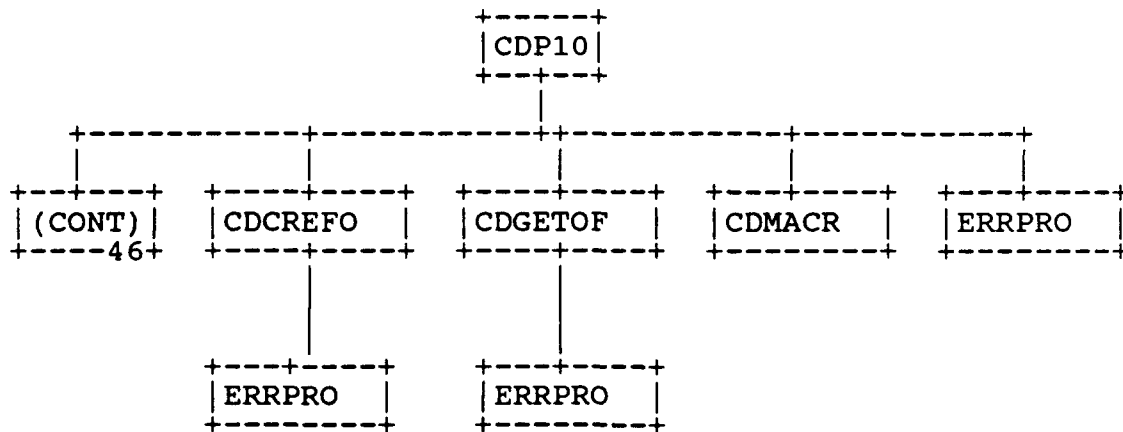 CDP10
(CONT) CDCREFO CDGETOF CDMACR ERRPRO
46
ERRPRO ERRPRO